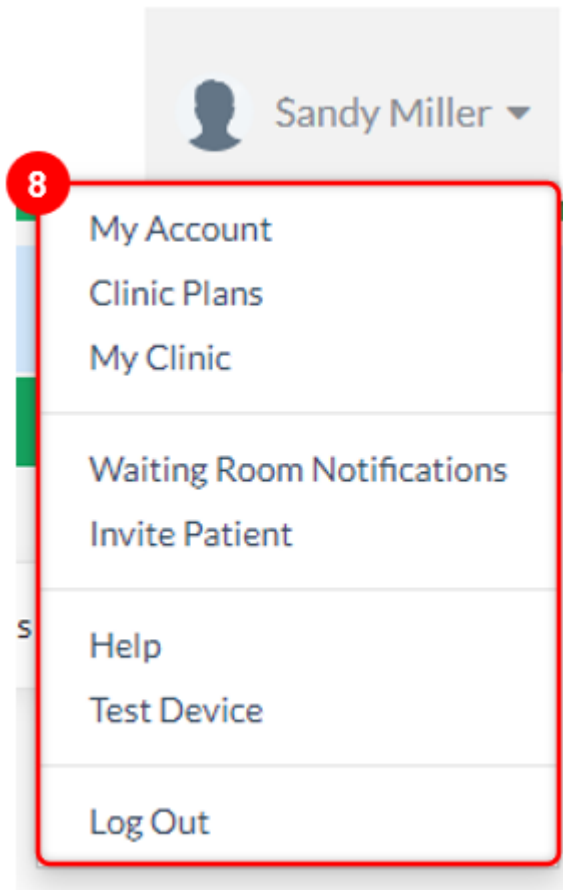 Sandy Miller
8
My Account
Clinic Plans
My Clinic
Waiting Room Notifications
Invite Patient
s
Help
Test Device
Log Out